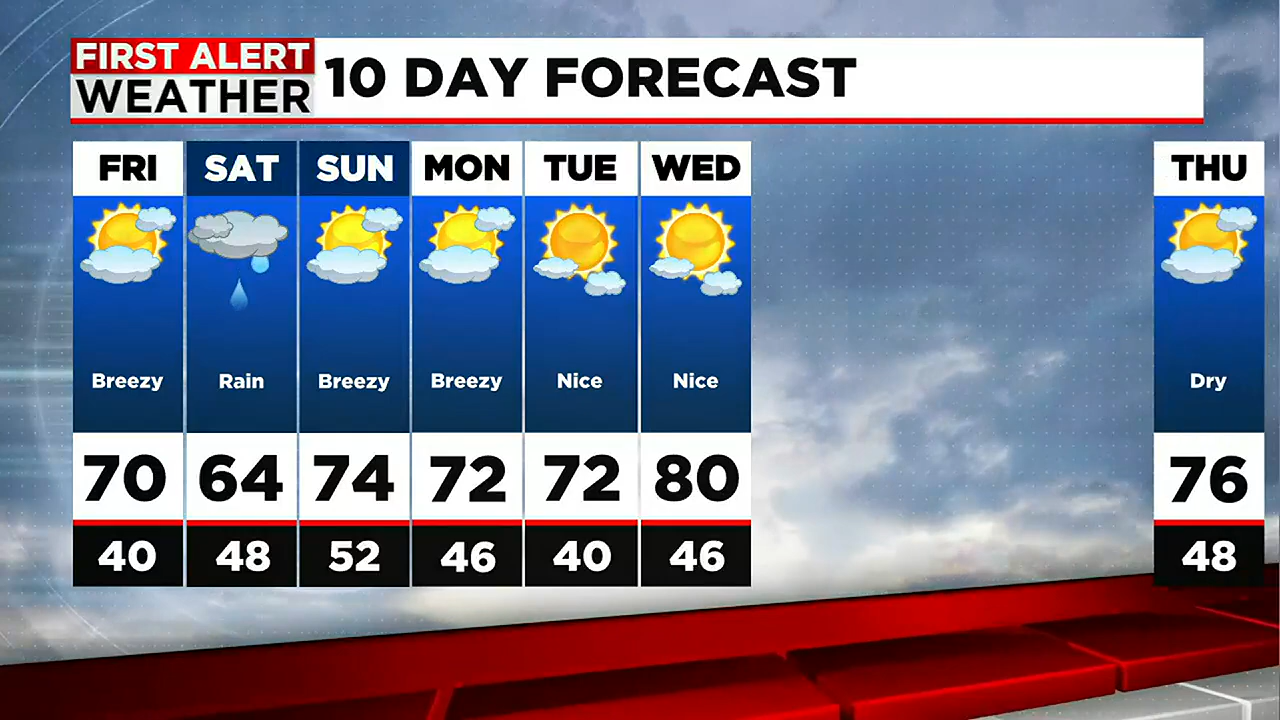 FIRST ALERT
WEATHER
10 DAY FORECAST
FRI SAT SUN MON TUE WED THU
Breezy Rain Breezy Breezy Nice Nice Dry
70 64 74 72 72 80 76
40 48 52 46 40 46 48